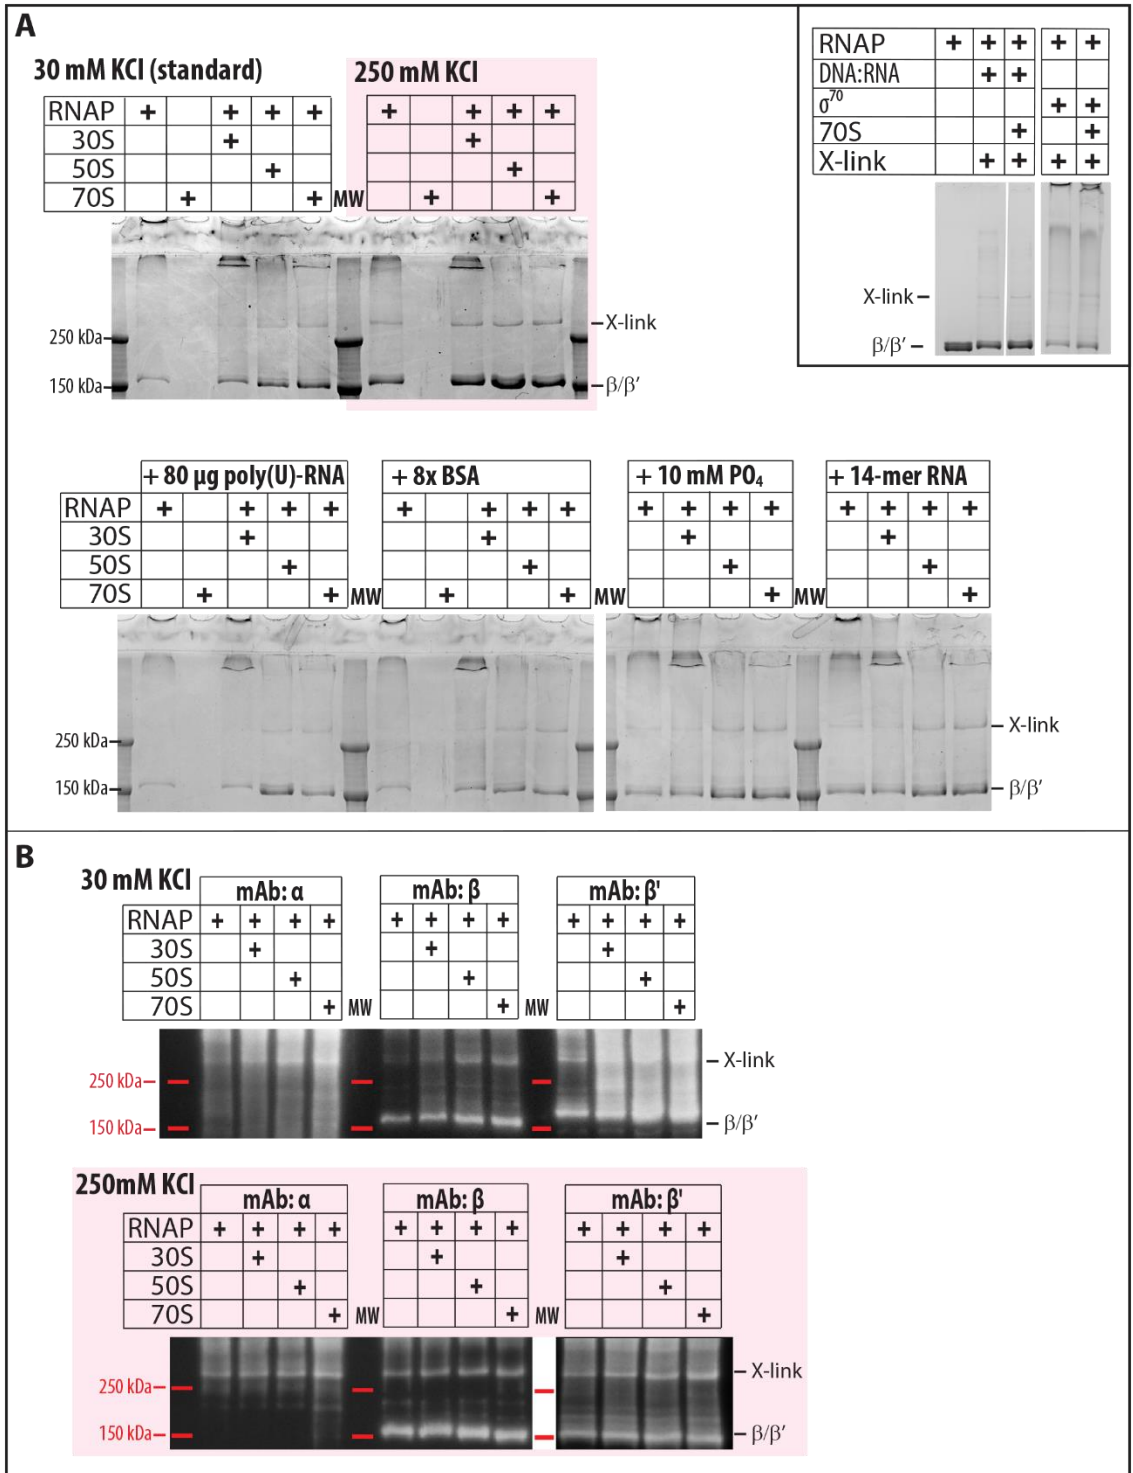 A
30 mM KCl (standard)
250 mM KCl
RNAP + + + + + + + +
30S + +
50S + +
70S + + MW + +
250 kDa
150 kDa
X-link
β/β'
RNAP + + + + +
DNA:RNA + +
σ⁷⁰ + +
70S + +
X-link + + + +
X-link
β/β'
+ 80 μg poly(U)-RNA + 8x BSA + 10 mM PO₄ + 14-mer RNA
RNAP + + + + + + + + + + + + + + + +
30S + + + +
50S + + + +
70S + + MW + + MW + MW +
250 kDa
150 kDa
X-link
β/β'
B
30 mM KCl
mAb: α mAb: β mAb: β'
RNAP + + + + + + + + + + + +
30S + + +
50S + + +
70S + MW + MW +
250 kDa
150 kDa
X-link
β/β'
250mM KCl
mAb: α mAb: β mAb: β'
RNAP + + + + + + + + + + + +
30S + + +
50S + + +
70S + MW + MW +
250 kDa
150 kDa
X-link
β/β'